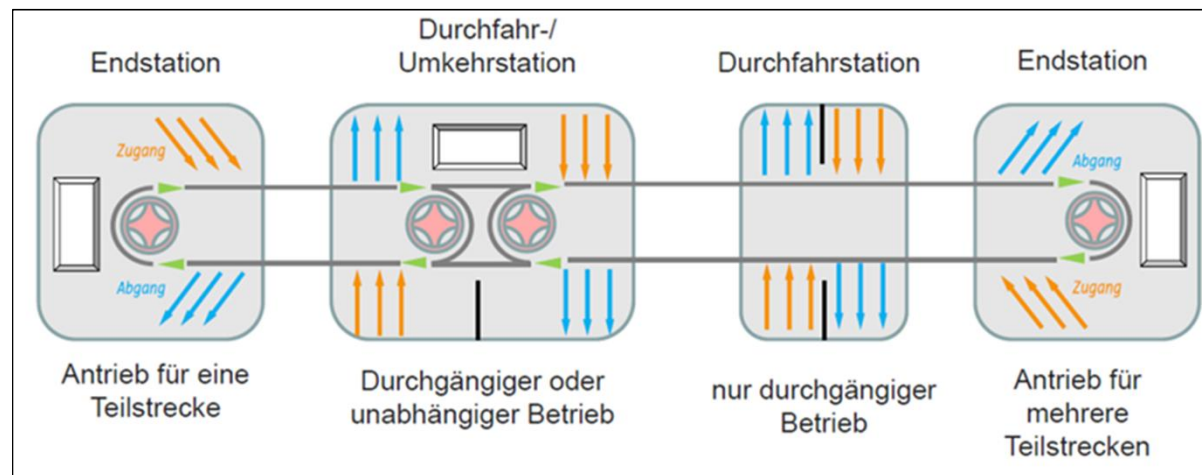 Endstation
Durchfahr-/
Umkehrstation
Durchfahrstation
Endstation
Zugang
Abgang
Abgang
Zugang
Antrieb für eine
Teilstrecke
Durchgängiger oder
unabhängiger Betrieb
nur durchgängiger
Betrieb
Antrieb für
mehrere
Teilstrecken